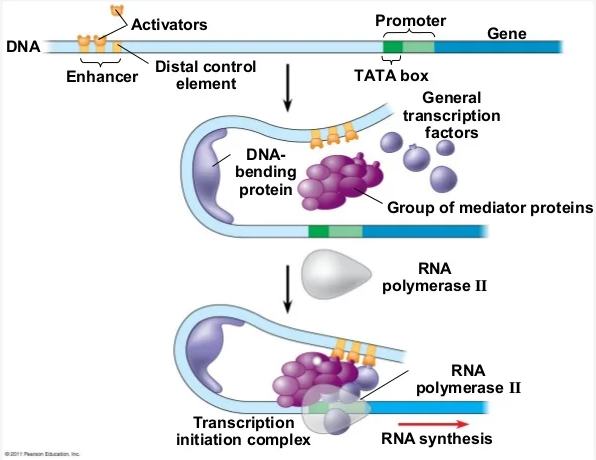 Activators
Promoter
DNA
Gene
Enhancer
Distal control
element
TATA box
General
transcription
factors
DNA-
bending
protein
Group of mediator proteins
RNA
polymerase II
RNA
polymerase II
Transcription
initiation complex
RNA synthesis
© 2011 Pearson Education, Inc.